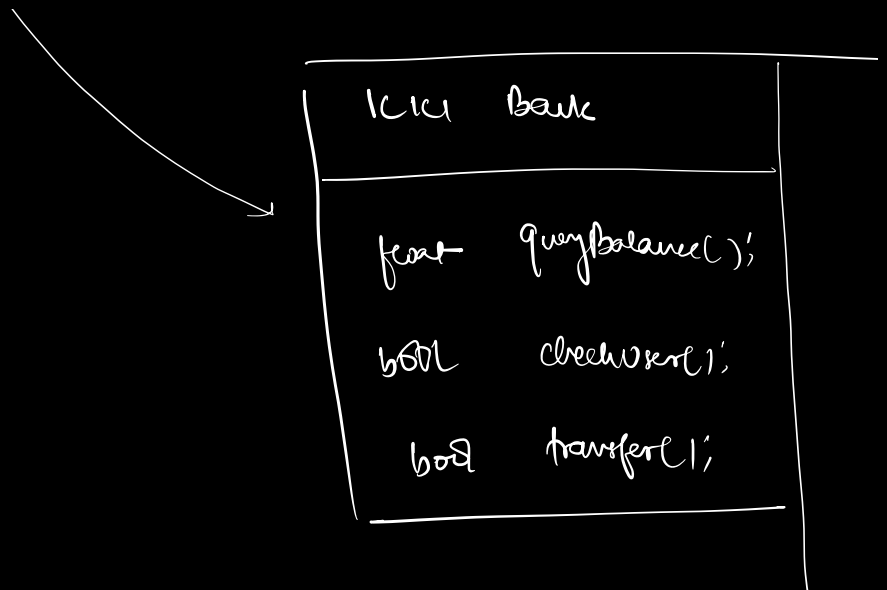 ICICI Bank
float queryBalance();
bool checkUser();
bool transfer();